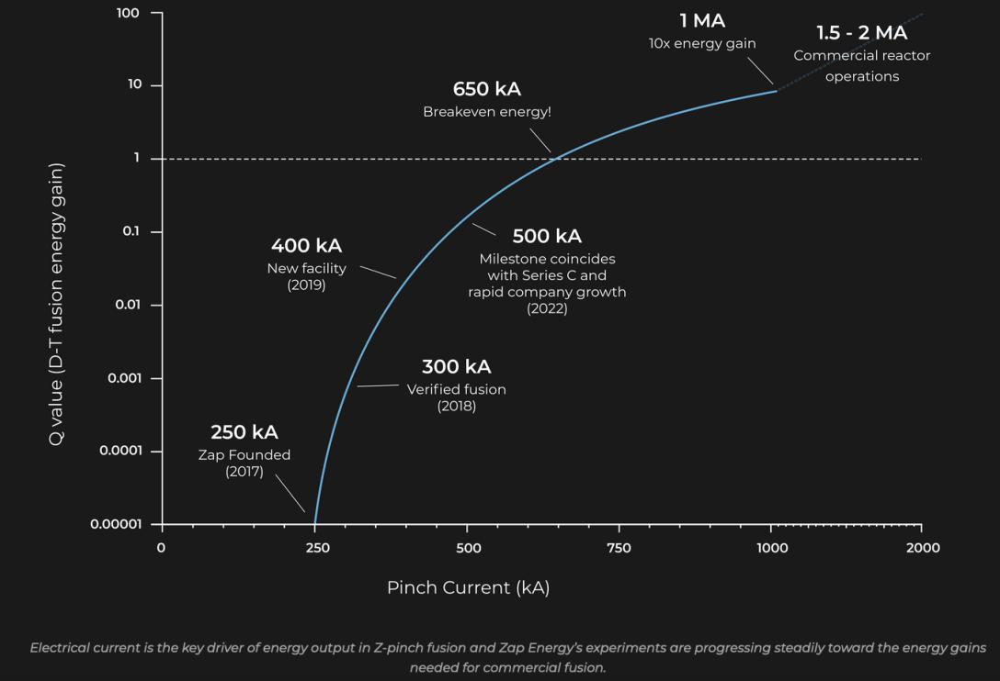 100
10
1
0.1
0.01
0.001
0.0001
0.00001
Q value (D-T fusion energy gain)
1 MA
10x energy gain
1.5 - 2 MA
Commercial reactor
operations
650 kA
Breakeven energy!
500 kA
Milestone coincides
with Series C and
rapid company growth
(2022)
400 kA
New facility
(2019)
300 kA
Verified fusion
(2018)
250 kA
Zap Founded
(2017)
0
250
500
750
1000
2000
Pinch Current (kA)
Electrical current is the key driver of energy output in Z-pinch fusion and Zap Energy's experiments are progressing steadily toward the energy gains
needed for commercial fusion.